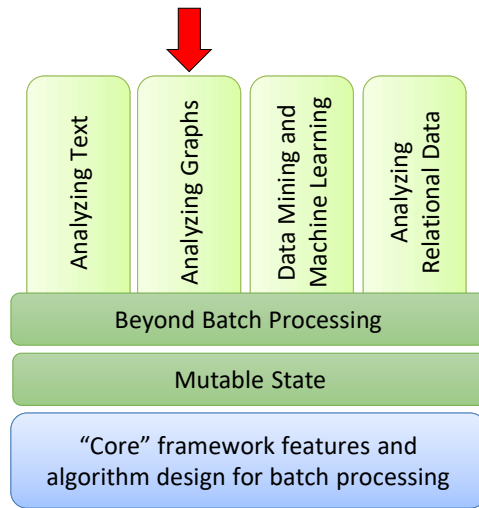 Analyzing Text
Analyzing Graphs
Data Mining and
Machine Learning
Analyzing
Relational Data
Beyond Batch Processing
Mutable State
“Core” framework features and
algorithm design for batch processing